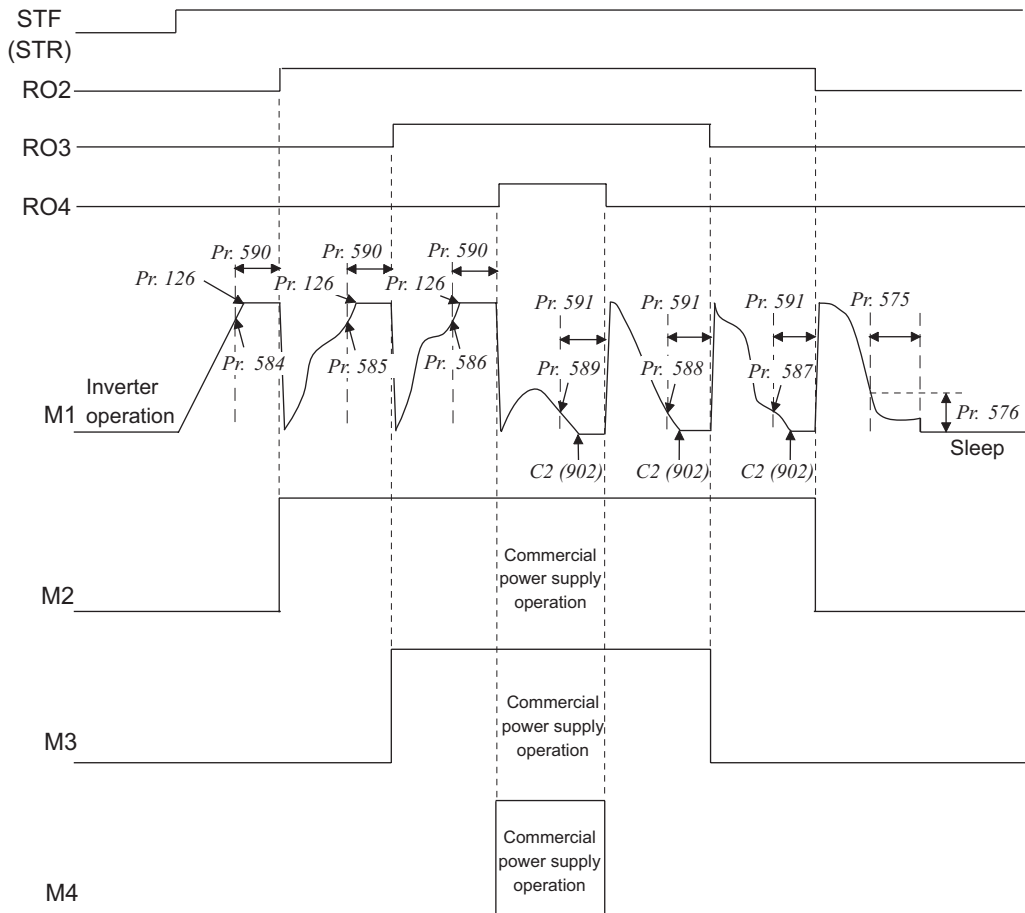 STF
(STR)
RO2
RO3
RO4
Pr. 590
Pr. 590
Pr. 590
Pr. 126
Pr. 126
Pr. 126
Pr. 591
Pr. 591
Pr. 591
Pr. 575
Pr. 584
Pr. 585
Pr. 586
Pr. 589
Pr. 588
Pr. 587
Pr. 576
Inverter
operation
M1
Sleep
C2 (902)
C2 (902)
C2 (902)
Commercial
power supply
operation
M2
Commercial
power supply
operation
M3
Commercial
power supply
operation
M4